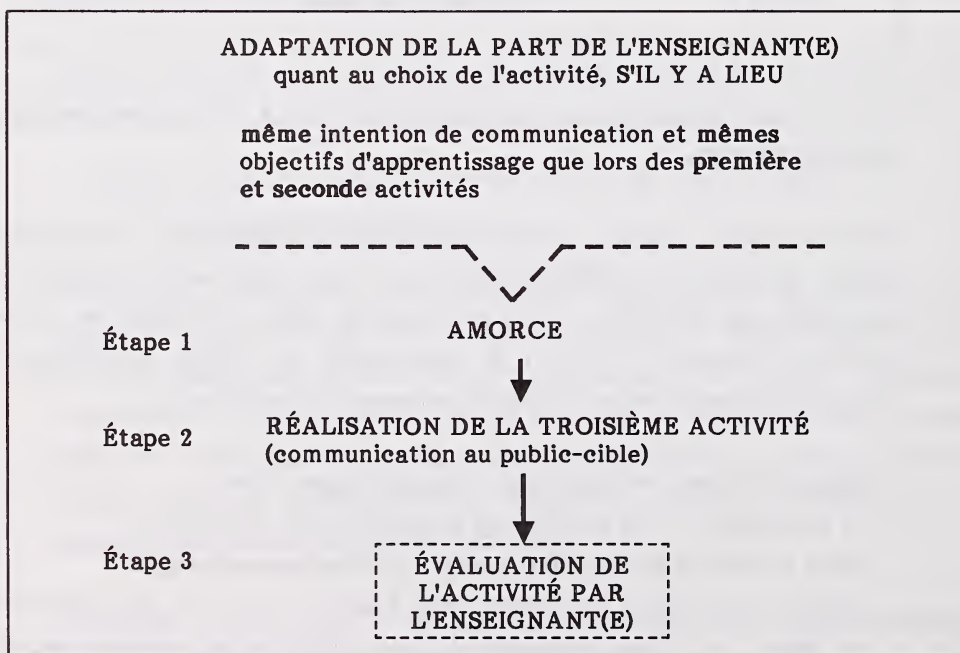 ADAPTATION DE LA PART DE L'ENSEIGNANT(E)
quant au choix de l'activité, S'IL Y A LIEU
même intention de communication et mêmes
objectifs d'apprentissage que lors des première
et seconde activités
Étape 1
AMORCE
Étape 2
RÉALISATION DE LA TROISIÈME ACTIVITÉ
(communication au public-cible)
Étape 3
ÉVALUATION DE
L'ACTIVITÉ PAR
L'ENSEIGNANT(E)